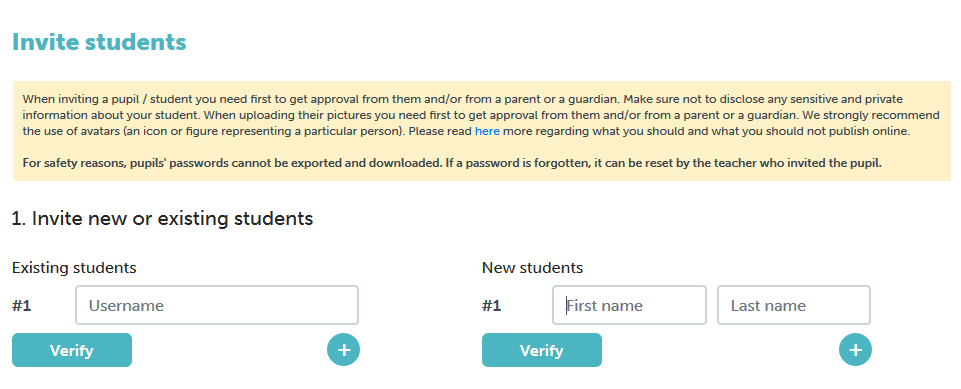 Invite students
When inviting a pupil / student you need first to get approval from them and/or from a parent or a guardian. Make sure not to disclose any sensitive and private
information about your student. When uploading their pictures you need first to get approval from them and/or from a parent or a guardian. We strongly recommend
the use of avatars (an icon or figure representing a particular person). Please read here more regarding what you should and what you should not publish online.
For safety reasons, pupils' passwords cannot be exported and downloaded. If a password is forgotten, it can be reset by the teacher who invited the pupil.
1. Invite new or existing students
Existing students
#1 Username
Verify +
New students
#1 First name Last name
Verify +